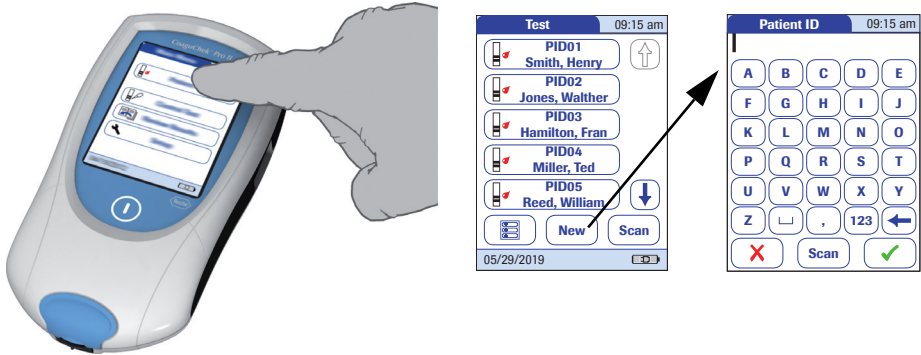 CoaguChek® Pro II
Test 09:15 am
PID01
Smith, Henry
PID02
Jones, Walther
PID03
Hamilton, Fran
PID04
Miller, Ted
PID05
Reed, William
New
Scan
05/29/2019
Patient ID 09:15 am
A B C D E
F G H I J
K L M N O
P Q R S T
U V W X Y
Z , 123
Scan